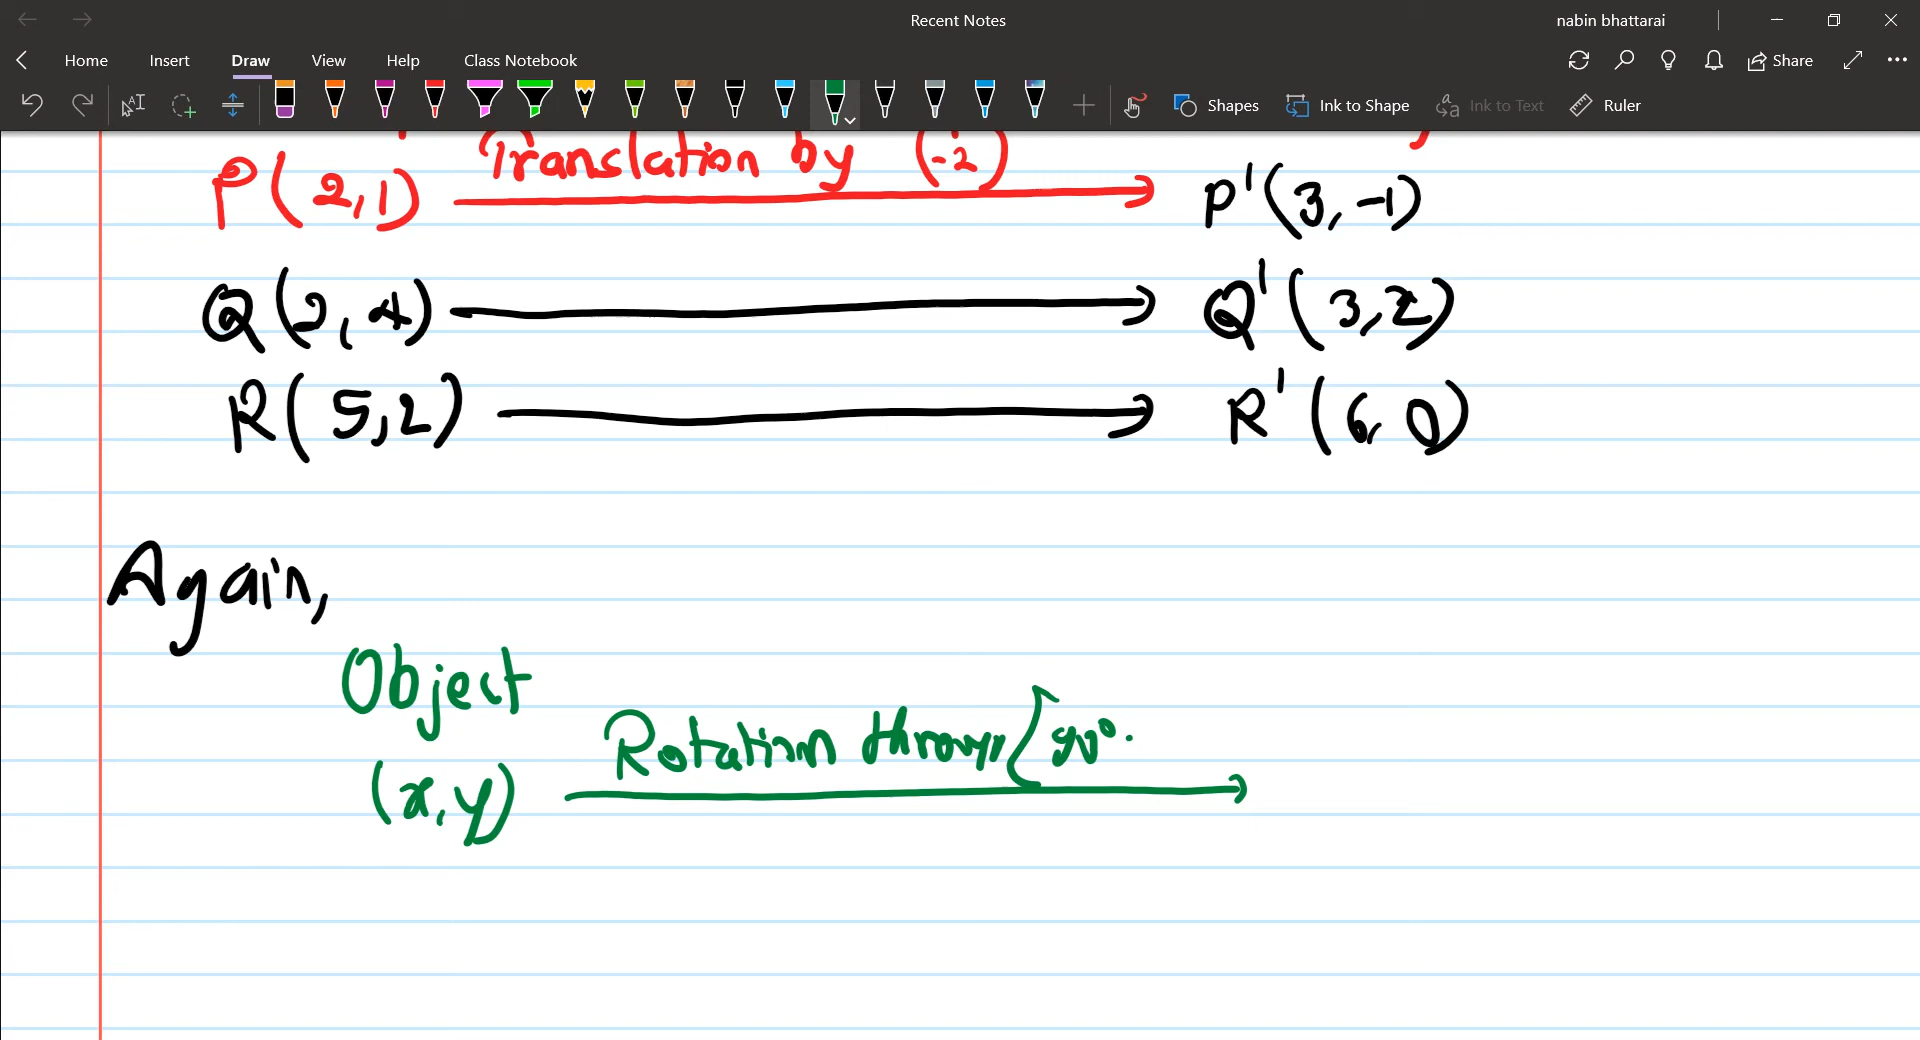 Recent Notes
nabin bhattarai
Home Insert Draw View Help Class Notebook
Share
Shapes Ink to Shape Ink to Text Ruler
P(2,1) Translation by (-2) P'(3,-1)
Q(2,4) Q'(3,2)
R(5,2) R'(6,0)
Again,
Object
(x,y) Rotation through 90°.